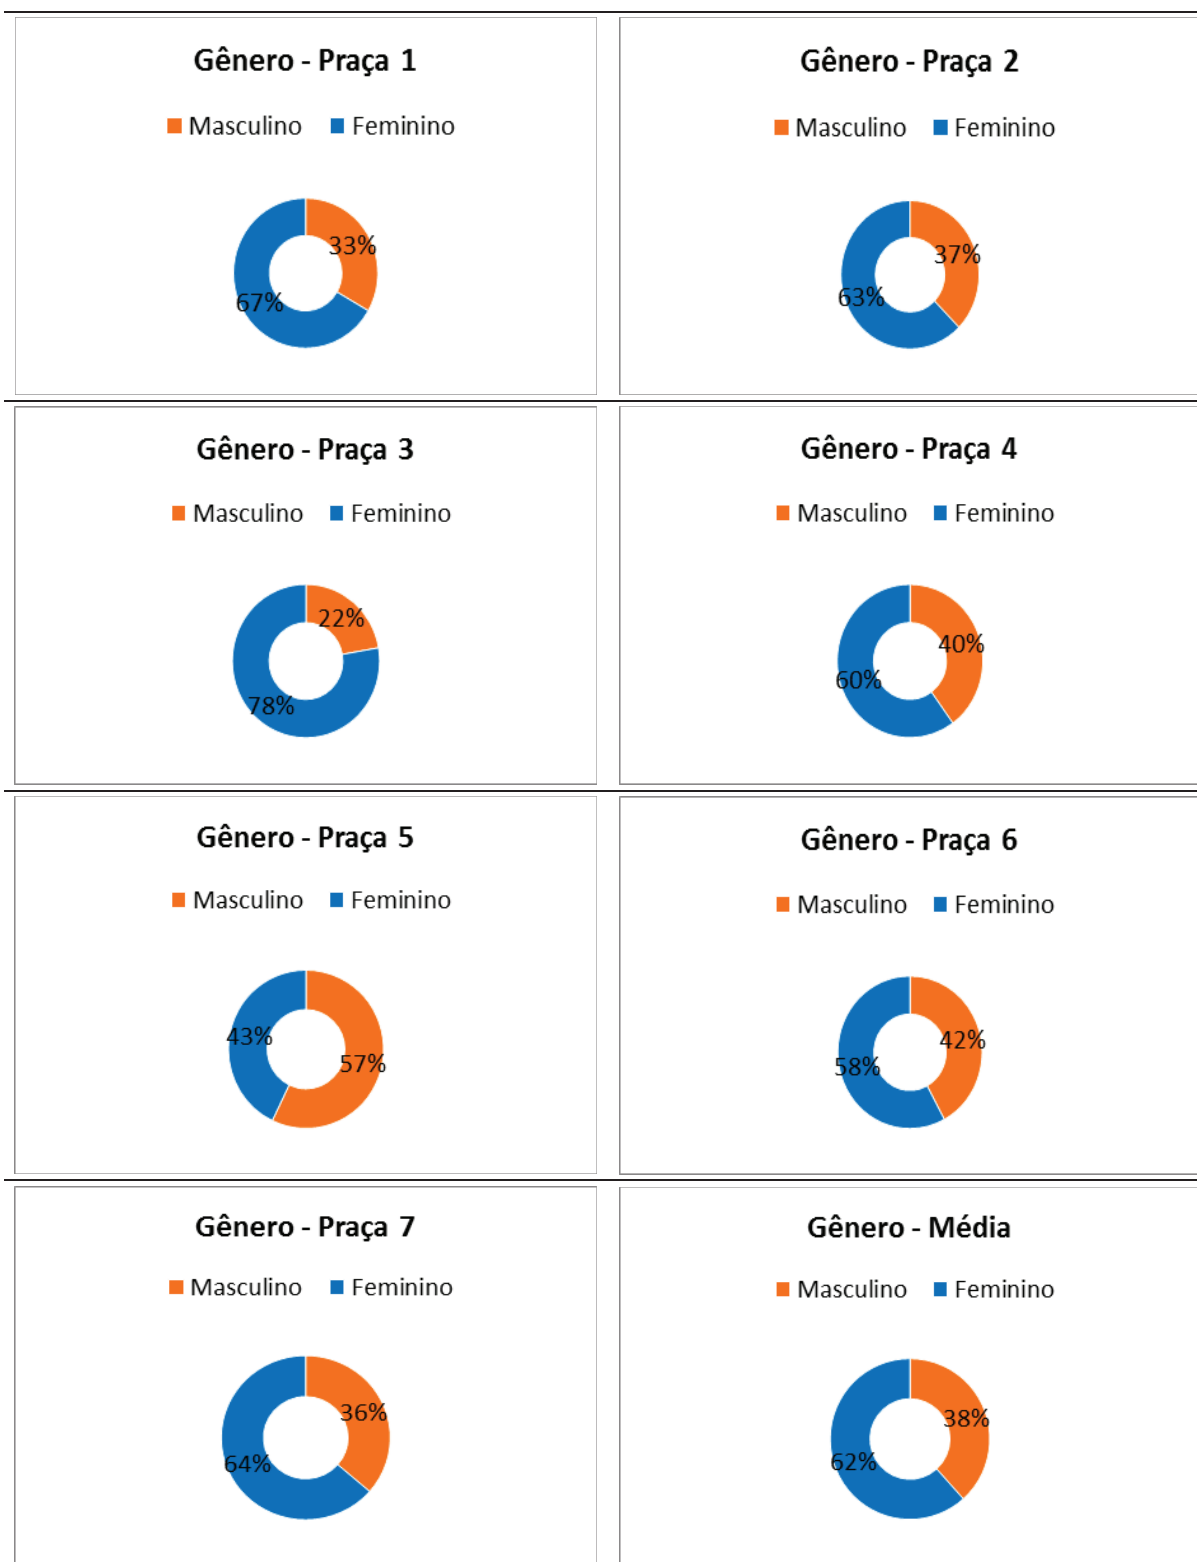 Gênero - Praça 1
Masculino Feminino
33%
67%
Gênero - Praça 2
Masculino Feminino
37%
63%
Gênero - Praça 3
Masculino Feminino
22%
78%
Gênero - Praça 4
Masculino Feminino
40%
60%
Gênero - Praça 5
Masculino Feminino
43%
57%
Gênero - Praça 6
Masculino Feminino
42%
58%
Gênero - Praça 7
Masculino Feminino
36%
64%
Gênero - Média
Masculino Feminino
38%
62%